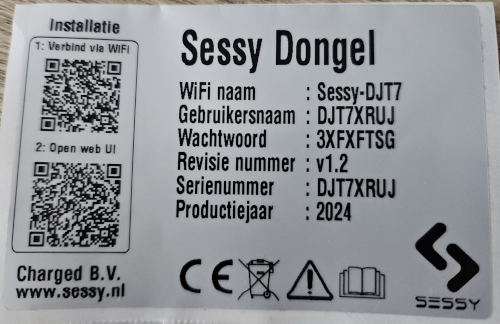 Installatie
1: Verbind via WiFi
2: Open web UI
Charged B.V.
www.sessy.nl
Sessy Dongel
WiFi naam : Sessy-DJT7
Gebruikersnaam : DJT7XRUJ
Wachtwoord : 3XFXFTSG
Revisie nummer : v1.2
Serienummer : DJT7XRUJ
Productiejaar : 2024
CE
SESSY